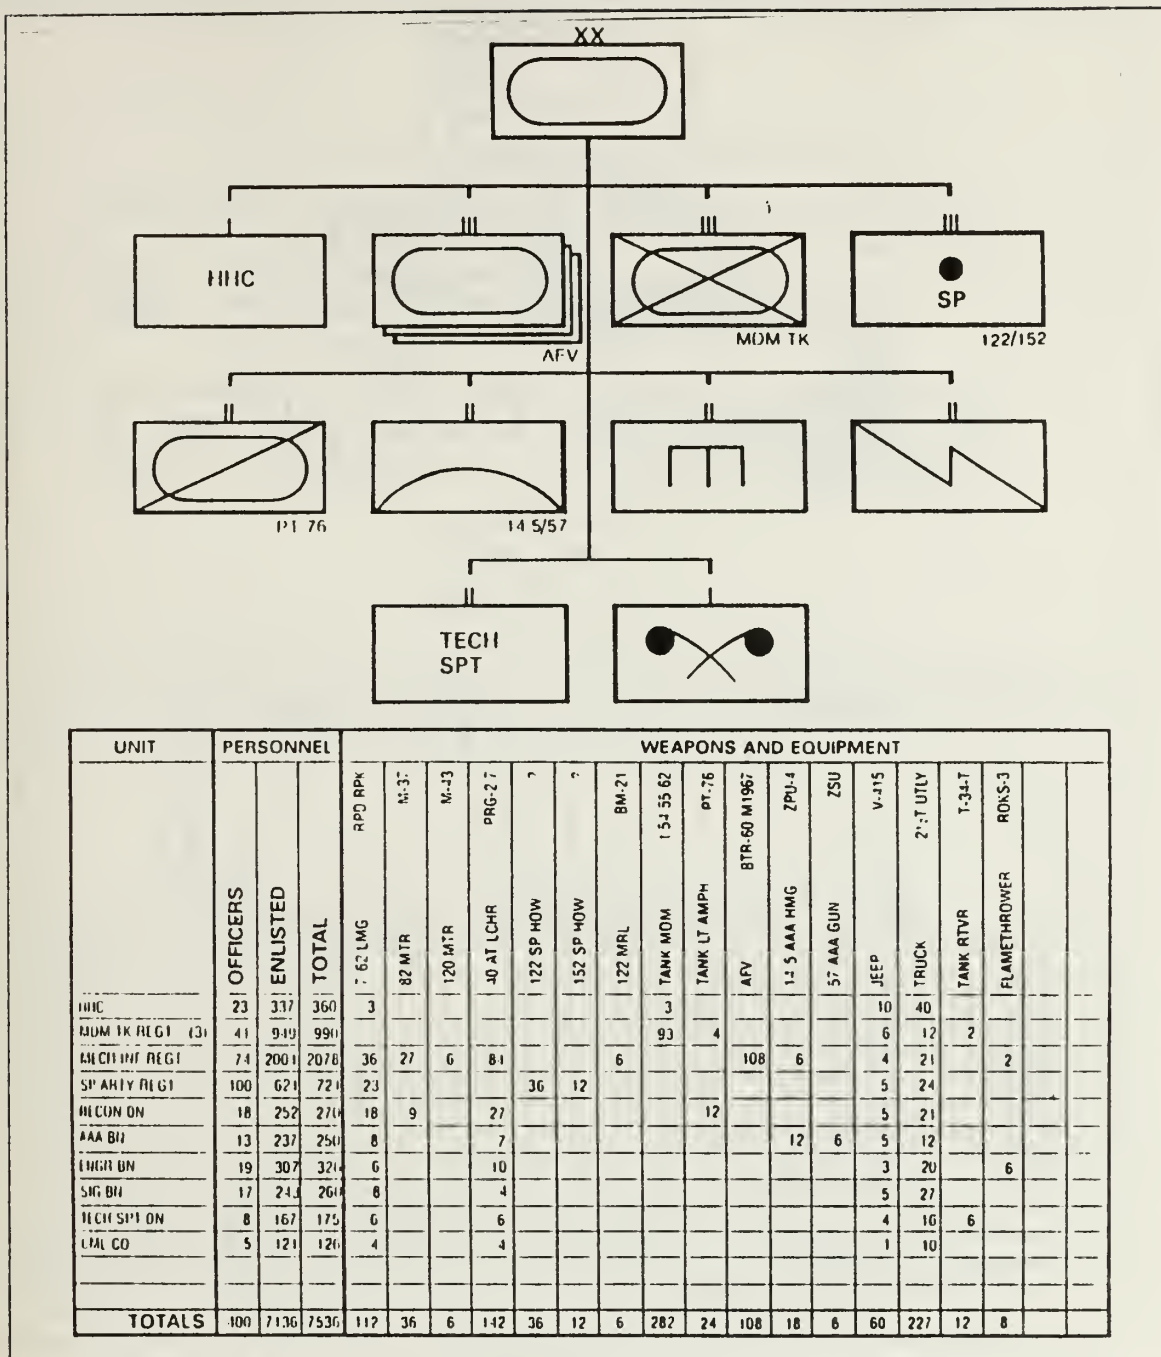 XX
HHC
AFV
MDM TK
SP
122/152
PT 76
14 5/57
TECH
SPT
UNIT PERSONNEL WEAPONS AND EQUIPMENT
OFFICERS ENLISTED TOTAL
RPD RPK M-37 M-43 PRG-2 7 ? ? BM-21 T 54 55 62 PT-76 BTR-60 M1967 ZPU-4 ZSU V-415 UTLY T-34-T ROKS-3
7 62 LMG 82 MTR 120 MTR 40 AT LCHR 122 SP HOW 152 SP HOW 122 MRL TANK MDM TANK LT AMPH AFV 14 5 AAA HMG 57 AAA GUN JEEP TRUCK TANK RTVR FLAMETHROWER
HHC 23 337 360 3 3 10 40
MDM TK REGT (3) 41 949 990 93 4 6 12 2
MECH INF REGT 74 2004 2078 36 27 6 84 6 108 6 4 21 2
SP ARTY REGT 100 621 721 23 36 12 5 24
RECON BN 18 252 270 18 9 27 12 5 21
AAA BN 13 237 250 8 7 12 6 5 12
ENGR BN 19 307 326 6 10 3 20 6
SIG BN 17 243 260 8 4 5 27
TECH SPT BN 8 167 175 6 6 4 16 6
CML CO 5 121 126 4 4 1 10
TOTALS 400 7136 7536 112 36 6 142 36 12 6 282 24 108 18 6 60 227 12 8